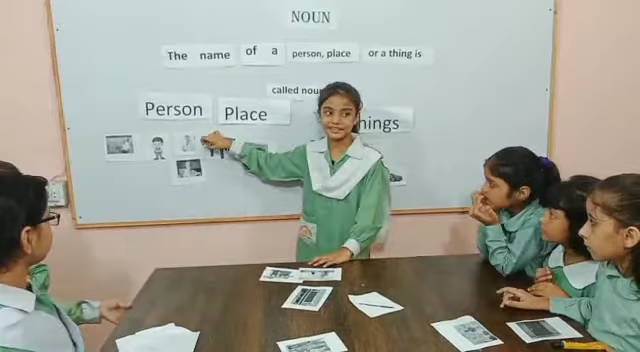 NOUN
The name of a person, place or a thing is
called noun
Person Place hings